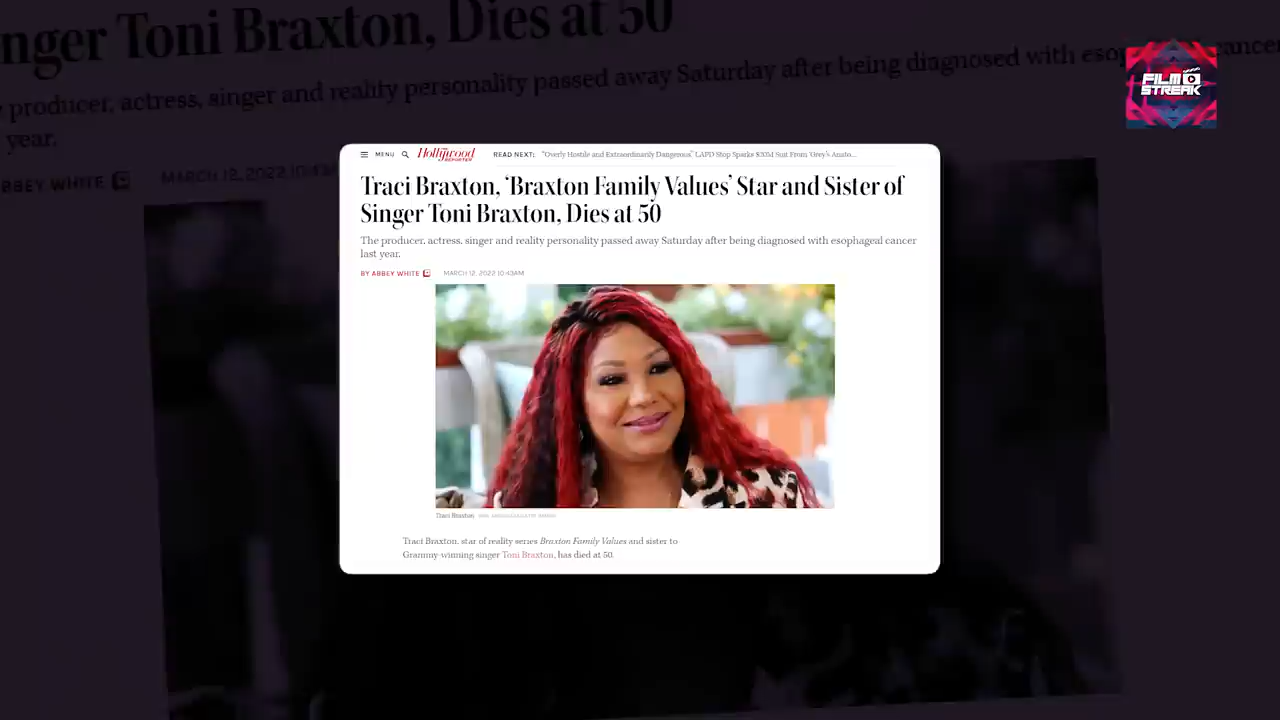 nger Toni Braxton, Dies at 50
producer, actress, singer and reality personality passed away Saturday after being diagnosed with cancer
year.
BBEY WHITE MARCH 12, 2022
FILM
STREAK
MENU Hollywood REPORTER READ NEXT: "Overly Hostile and Extraordinarily Dangerous" LAPD Stop Sparks Suit From 'Grey's Anato...
Traci Braxton, 'Braxton Family Values' Star and Sister of
Singer Toni Braxton, Dies at 50
The producer, actress, singer and reality personality passed away Saturday after being diagnosed with esophageal cancer
last year.
BY ABBEY WHITE MARCH 12, 2022 10:43AM
Traci Braxton
Traci Braxton, star of reality series Braxton Family Values and sister to
Grammy-winning singer Toni Braxton, has died at 50.